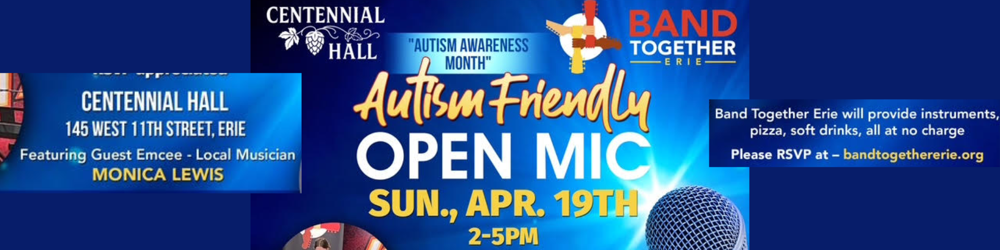 CENTENNIAL
HALL
"AUTISM AWARENESS
MONTH"
BAND
TOGETHER
ERIE
Autism Friendly
OPEN MIC
SUN., APR. 19TH
2-5PM
CENTENNIAL HALL
145 WEST 11TH STREET, ERIE
Featuring Guest Emcee - Local Musician
MONICA LEWIS
Band Together Erie will provide instruments,
pizza, soft drinks, all at no charge
Please RSVP at – bandtogethererie.org